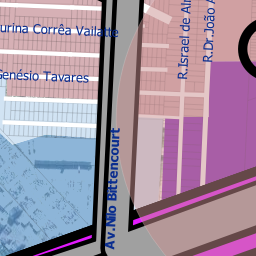 urina Corrêa Vailatte
Genésio Tavares
Av.Nilo Bittencourt
R.Israel de Al
R.Dr.João A